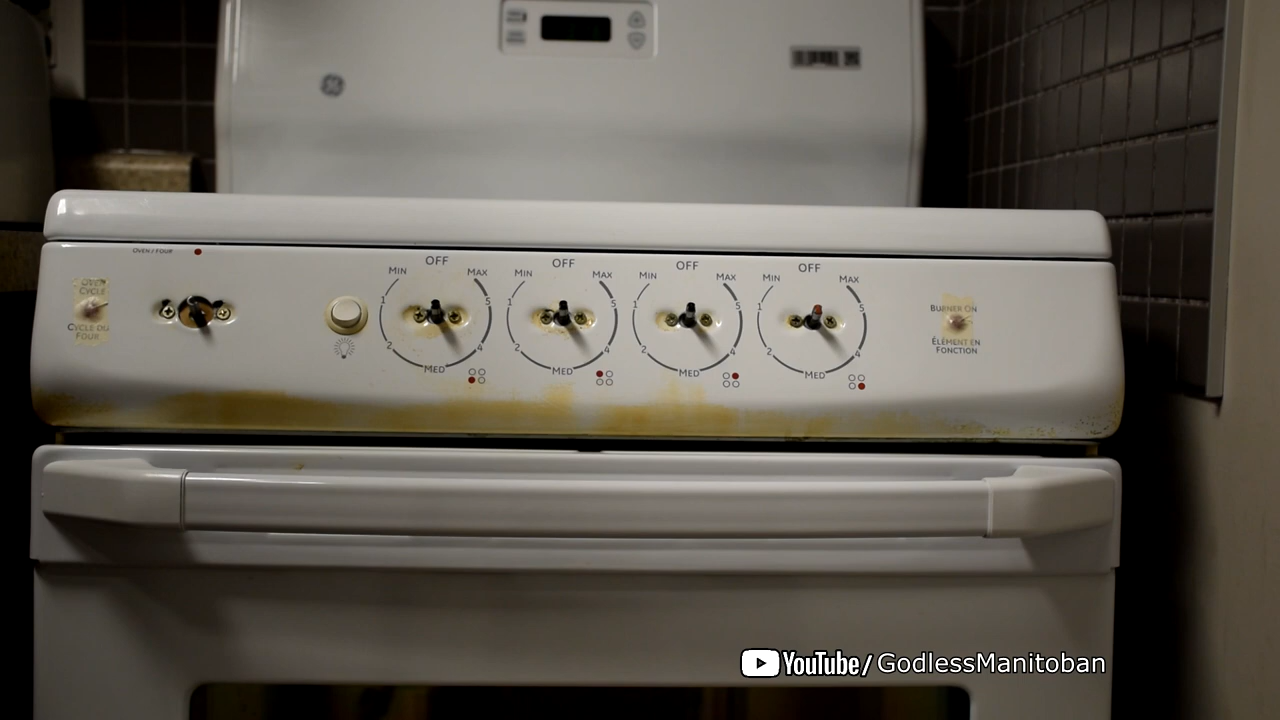 GE
OVEN / FOUR
OVEN
CYCLE
CYCLE DU
FOUR
OFF
MIN
MAX
1
5
2
4
MED
OFF
MIN
MAX
1
5
2
4
MED
OFF
MIN
MAX
1
5
2
4
MED
OFF
MIN
MAX
1
5
2
4
MED
BURNER ON
ÉLÉMENT EN
FONCTION
YouTube/GodlessManitoban